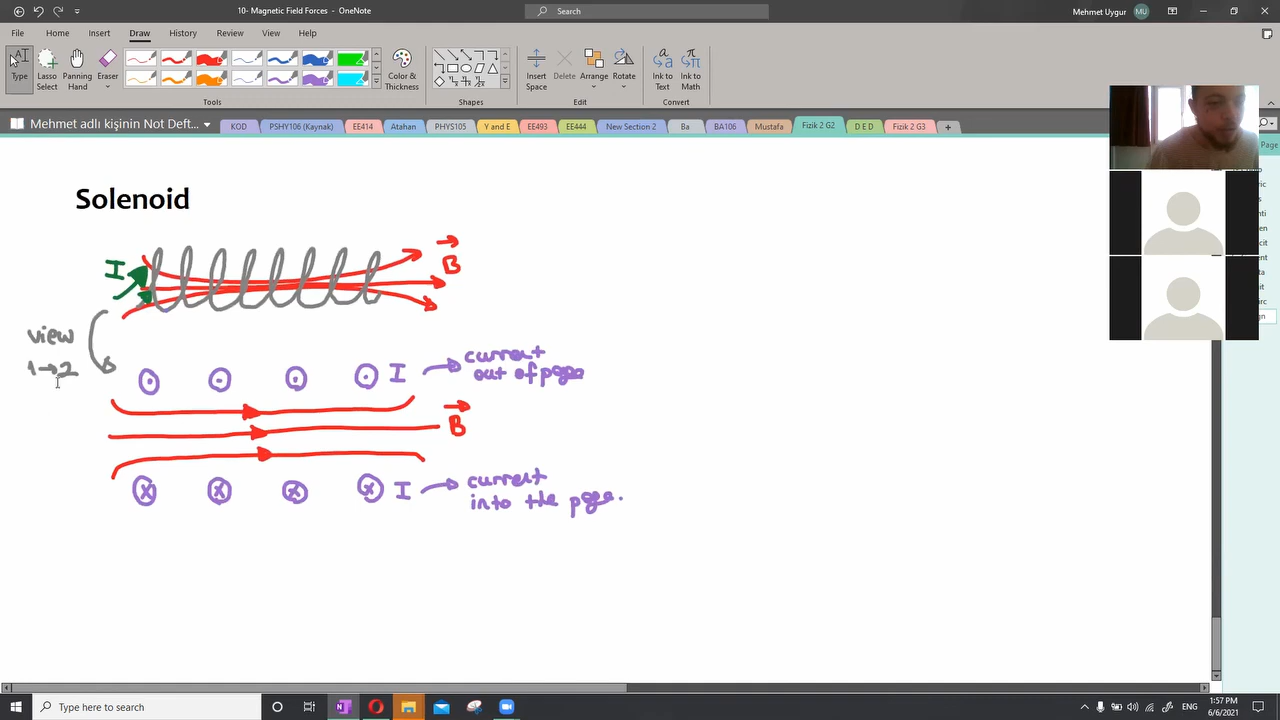 10- Magnetic Field Forces - OneNote
Search
Mehmet Uygur
MU
File
Home
Insert
Draw
History
Review
View
Help
Type
Lasso
Select
Panning
Hand
Eraser
Color &
Thickness
Insert
Space
Delete
Arrange
Rotate
Ink to
Text
Ink to
Math
Tools
Shapes
Edit
Convert
Mehmet adlı kişinin Not Deft...
KOD
PSHY106 (Kaynak)
EE414
Atahan
PHYS105
Y and E
EE493
EE444
New Section 2
Ba
BA106
Mustafa
Fizik 2 G2
D E D
Fizik 2 G3
Page
Solenoid
I
B
view
1→2
I
current
out of page
B
I
current
into the page.
Type here to search
ENG
1:57 PM
6/6/2021